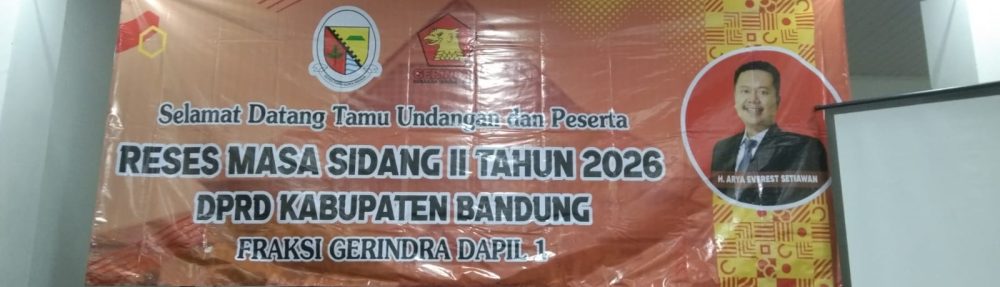 GERINDRA
Selamat Datang Tamu Undangan dan Peserta
RESES MASA SIDANG II TAHUN 2026
DPRD KABUPATEN BANDUNG
FRAKSI GERINDRA DAPIL 1
H. ARYA EVEREST SETIAWAN